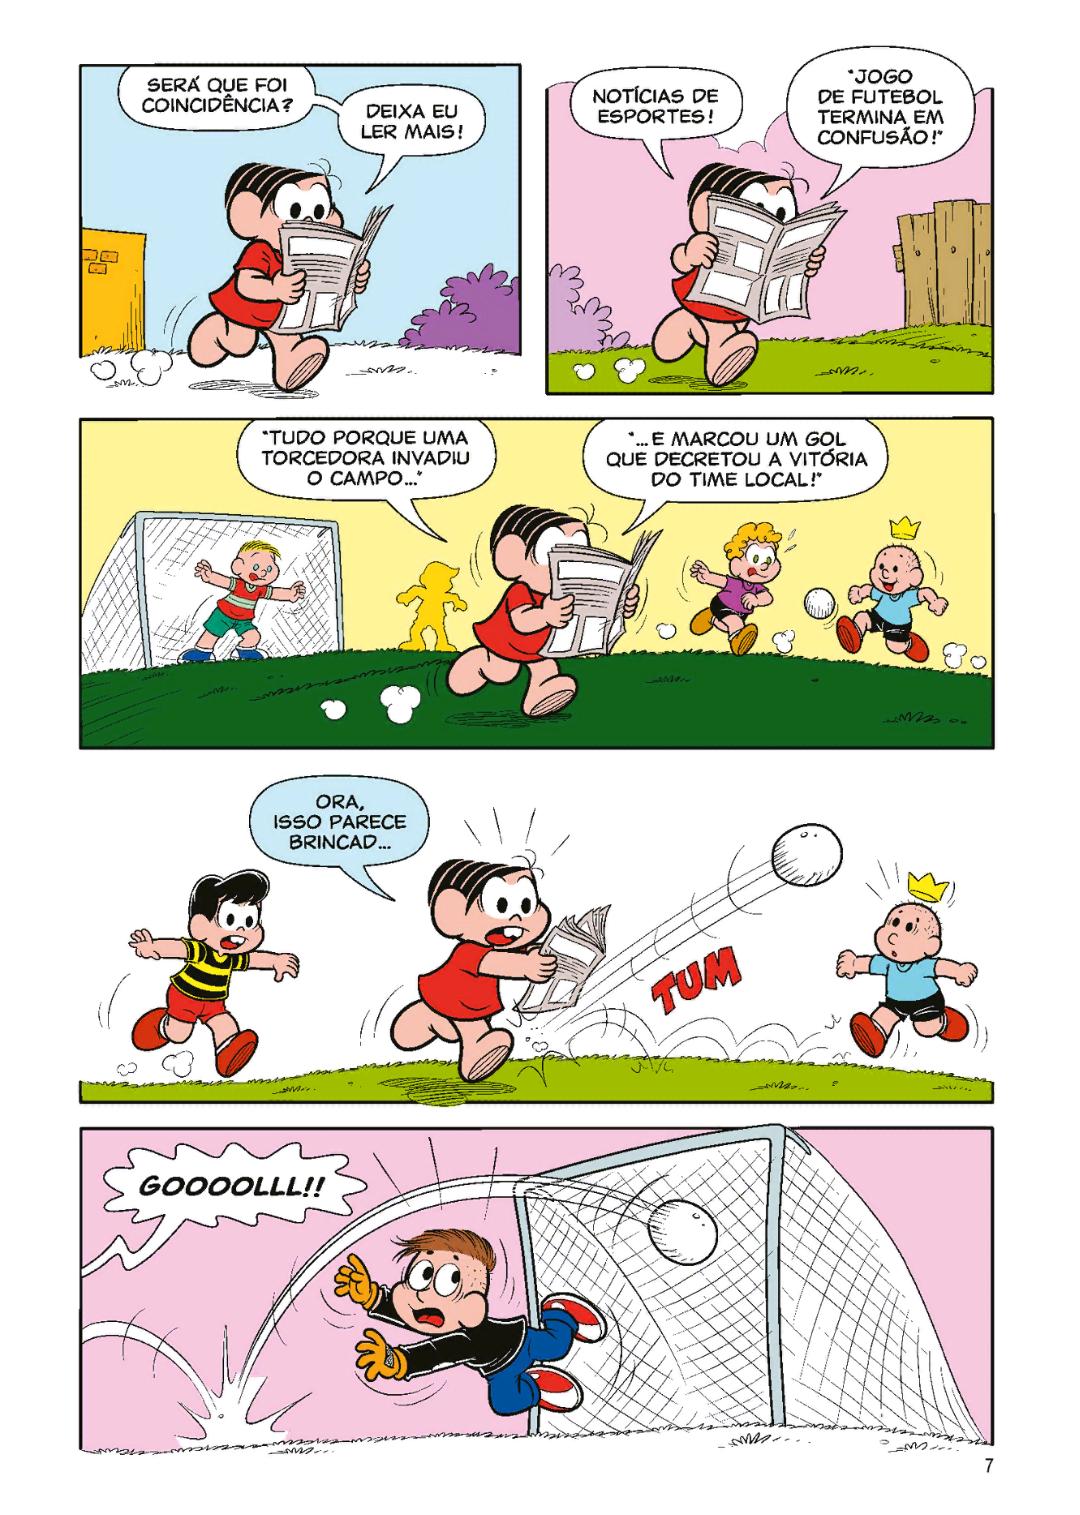 SERÁ QUE FOI
COINCIDÊNCIA?
DEIXA EU
LER MAIS!
NOTÍCIAS DE
ESPORTES!
"JOGO
DE FUTEBOL
TERMINA EM
CONFUSÃO!"
"TUDO PORQUE UMA
TORCEDORA INVADIU
O CAMPO..."
"...E MARCOU UM GOL
QUE DECRETOU A VITÓRIA
DO TIME LOCAL!"
ORA,
ISSO PARECE
BRINCAD...
TUM
GOOOOLLL!!
7